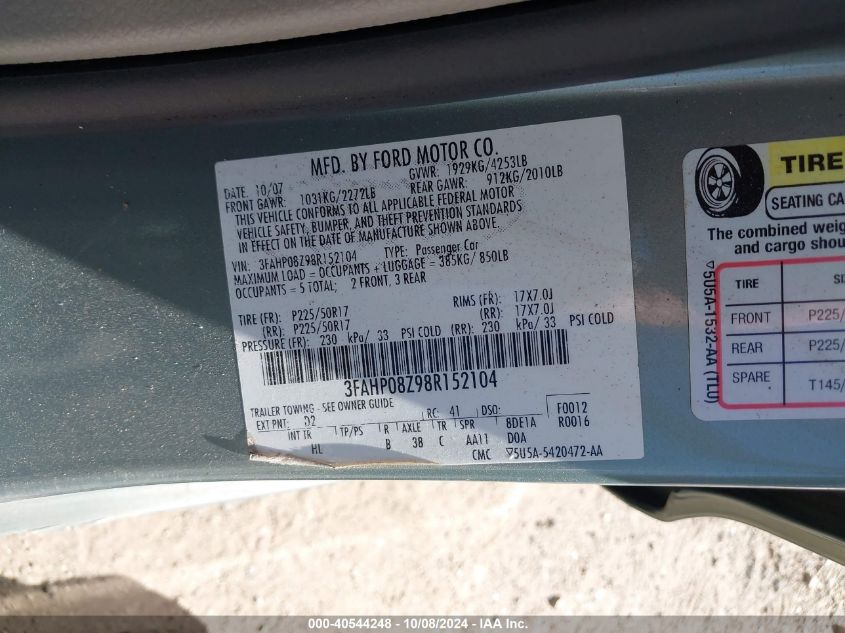 MFD. BY FORD MOTOR CO.
DATE: 10/07 GVWR: 1929KG/4253LB
FRONT GAWR: 1031KG/2272LB REAR GAWR: 912KG/2010LB
THIS VEHICLE CONFORMS TO ALL APPLICABLE FEDERAL MOTOR
VEHICLE SAFETY, BUMPER, AND THEFT PREVENTION STANDARDS
IN EFFECT ON THE DATE OF MANUFACTURE SHOWN ABOVE.
VIN: 3FAHP08Z98R152104 TYPE: Passenger Car
MAXIMUM LOAD = OCCUPANTS + LUGGAGE = 385KG/ 850LB
OCCUPANTS = 5 TOTAL; 2 FRONT, 3 REAR
TIRE (FR): P225/50R17 RIMS (FR): 17X7.0J
(RR): P225/50R17 (RR): 17X7.0J
PRESSURE (FR): 230 kPa/ 33 PSI COLD (RR): 230 kPa/ 33 PSI COLD
3FAHP08Z98R152104
TRAILER TOWING - SEE OWNER GUIDE
EXT PNT: D2 RC: 41 DSO: F0012
R0016
INT TR TP/PS R AXLE TR SPR 8DE1A
HL B 38 C AA11 D0A
CMC 5U5A-5420472-AA
TIRE
SEATING CA
The combined weig
and cargo shou
TIRE SI
FRONT P225/
REAR P225/
SPARE T145/
5U5A-1532-AA (TL0)
000-40544248 - 10/08/2024 - IAA Inc.